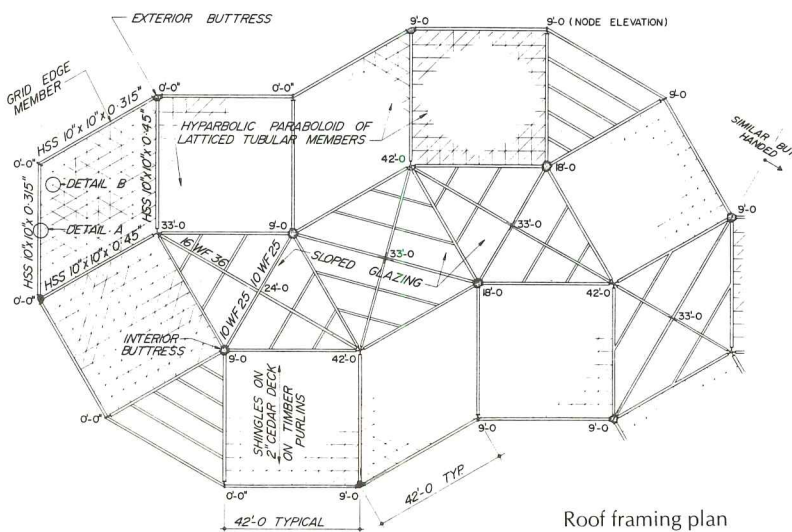 EXTERIOR BUTTRESS
9'-0
9'-0 (NODE ELEVATION)
GRID EDGE
MEMBER
0'-0"
0'-0"
9'-0
HSS 10"x 10"x 0·315"
HSS 10"x10"x 0·45"
HYPARBOLIC PARABOLOID OF
LATTICED TUBULAR MEMBERS
SIMILAR BUT
HANDED
0'-0"
DETAIL B
42'-0
18'-0
HSS 10"x 10"x 0·315"
DETAIL A
33'-0
9'-0
33'-0
9'-0
HSS 10"x10"x 0·45"
16 WF 36
10 WF 25
SLOPED GLAZING
33'-0
0'-0"
24'-0
10 WF 25
18'-0
42'-0
33'-0
INTERIOR
BUTTRESS
9'-0
42'-0
SHINGLES ON
2" CEDAR DECK
ON TIMBER
PURLINS
0'-0"
9'-0
9'-0
0'-0"
9'-0
42'-0 TYP.
42'-0 TYPICAL
Roof framing plan